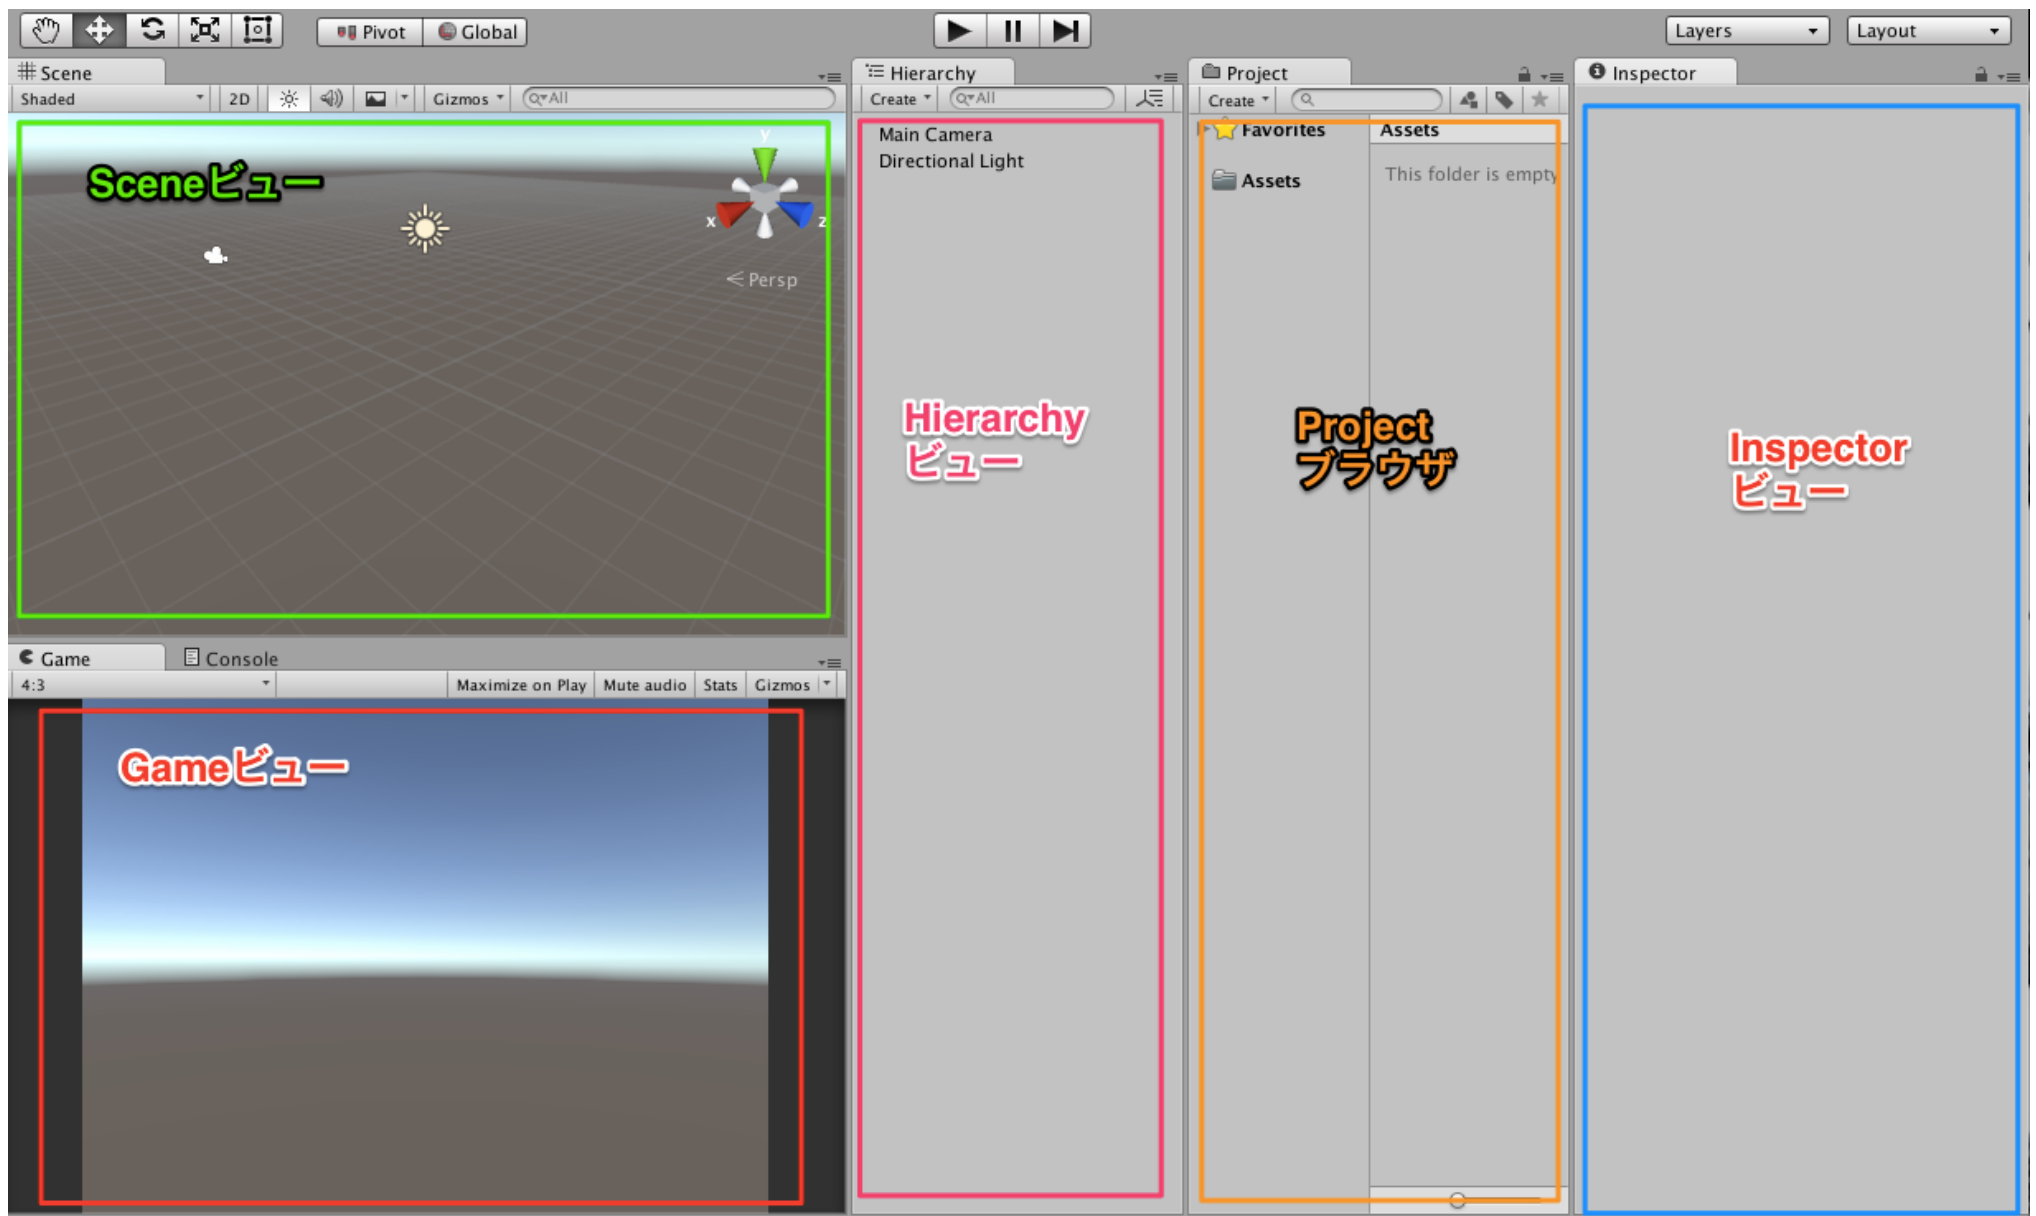 Pivot Global Layers Layout
Scene
Shaded 2D Gizmos All
Sceneビュー
y
x z
Persp
Game Console
4:3 Maximize on Play Mute audio Stats Gizmos
Gameビュー
Hierarchy
Create All
Main Camera
Directional Light
Hierarchy
ビュー
Project
Create
Favorites
Assets
Assets
This folder is empty
Project
ブラウザ
Inspector
Inspector
ビュー